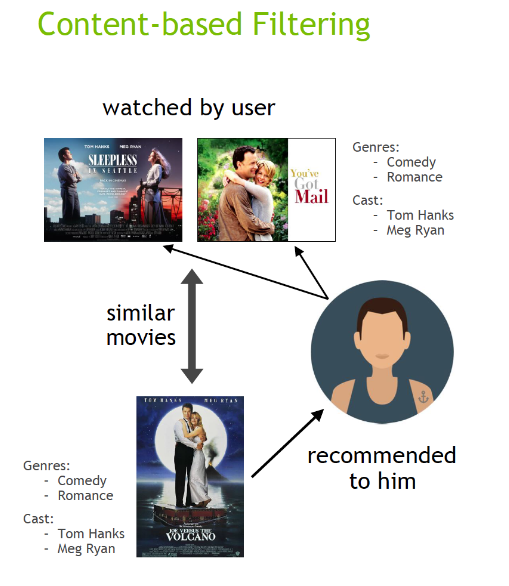 Content-based Filtering
watched by user
TOM HANKS MEG RYAN
SLEEPLESS
IN SEATTLE
You've
Got
Mail
Genres:
- Comedy
- Romance
Cast:
- Tom Hanks
- Meg Ryan
similar
movies
TOM HANKS MEG RYAN
JOE VERSUS THE
VOLCANO
recommended
to him
Genres:
- Comedy
- Romance
Cast:
- Tom Hanks
- Meg Ryan